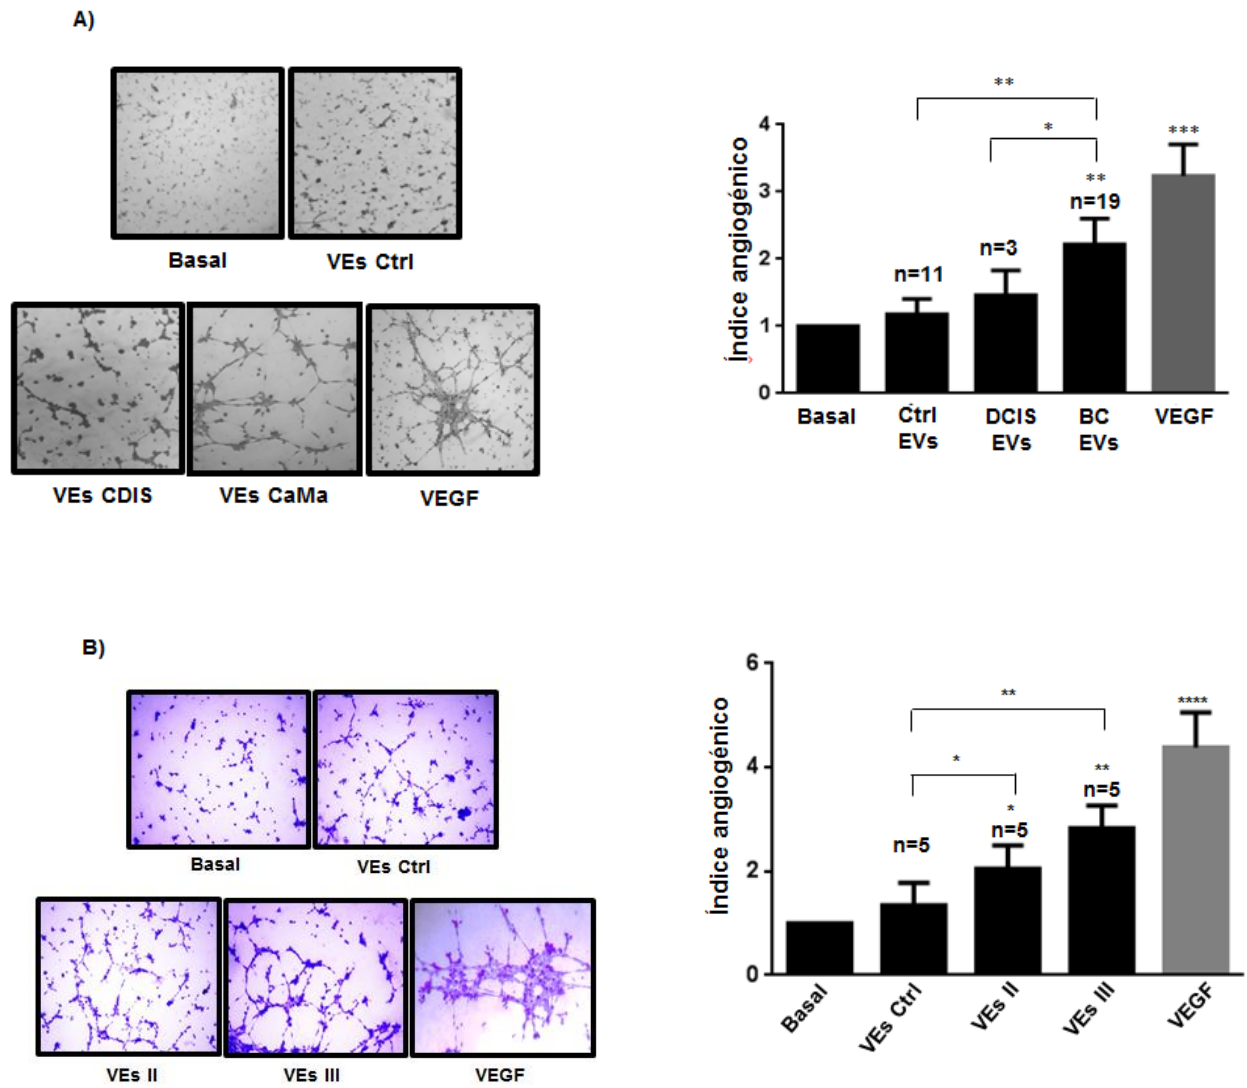 A)
Basal
VEs Ctrl
VEs CDIS
VEs CaMa
VEGF
Índice angiogénico
4
3
2
1
0
**
*
***
**
n=19
n=3
n=11
Basal
Ctrl
EVs
DCIS
EVs
BC
EVs
VEGF
B)
Basal
VEs Ctrl
VEs II
VEs III
VEGF
Índice angiogénico
6
4
2
0
**
****
*
**
n=5
*
n=5
n=5
Basal
VEs Ctrl
VEs II
VEs III
VEGF